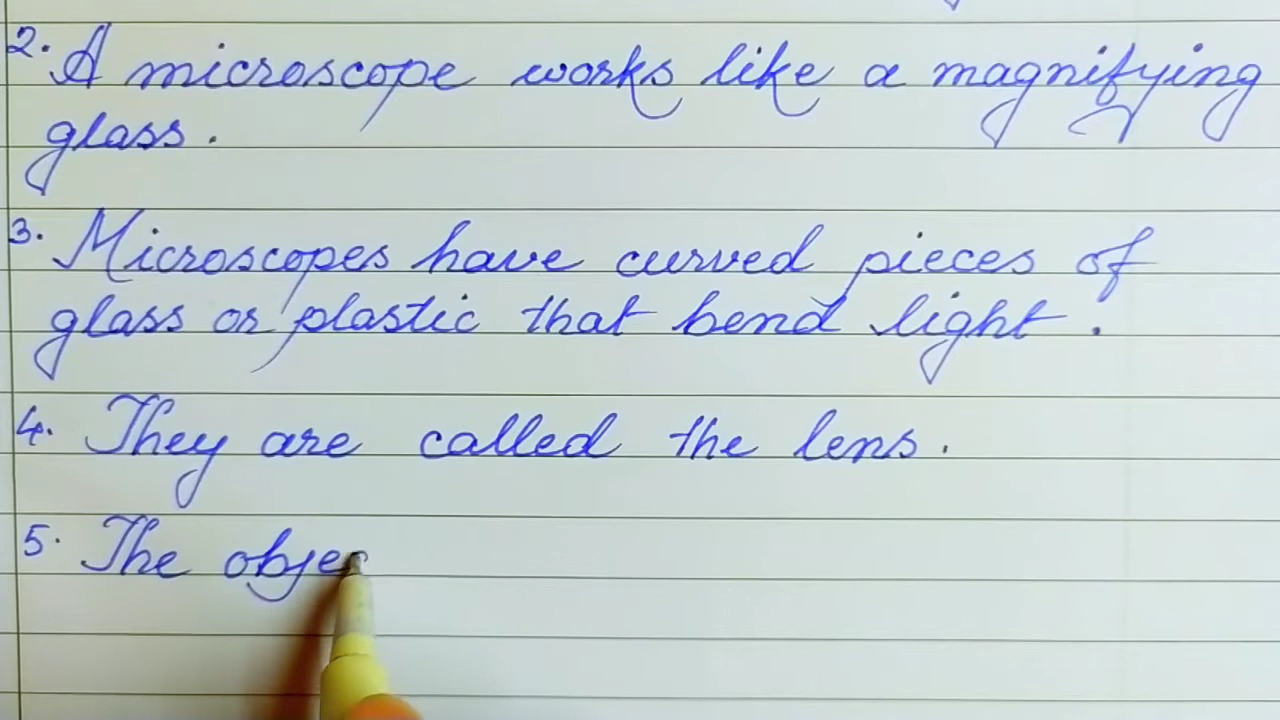 2. A microscope works like a magnifying
glass.
3. Microscopes have curved pieces of
glass or plastic that bend light.
4. They are called the lens.
5. The objec